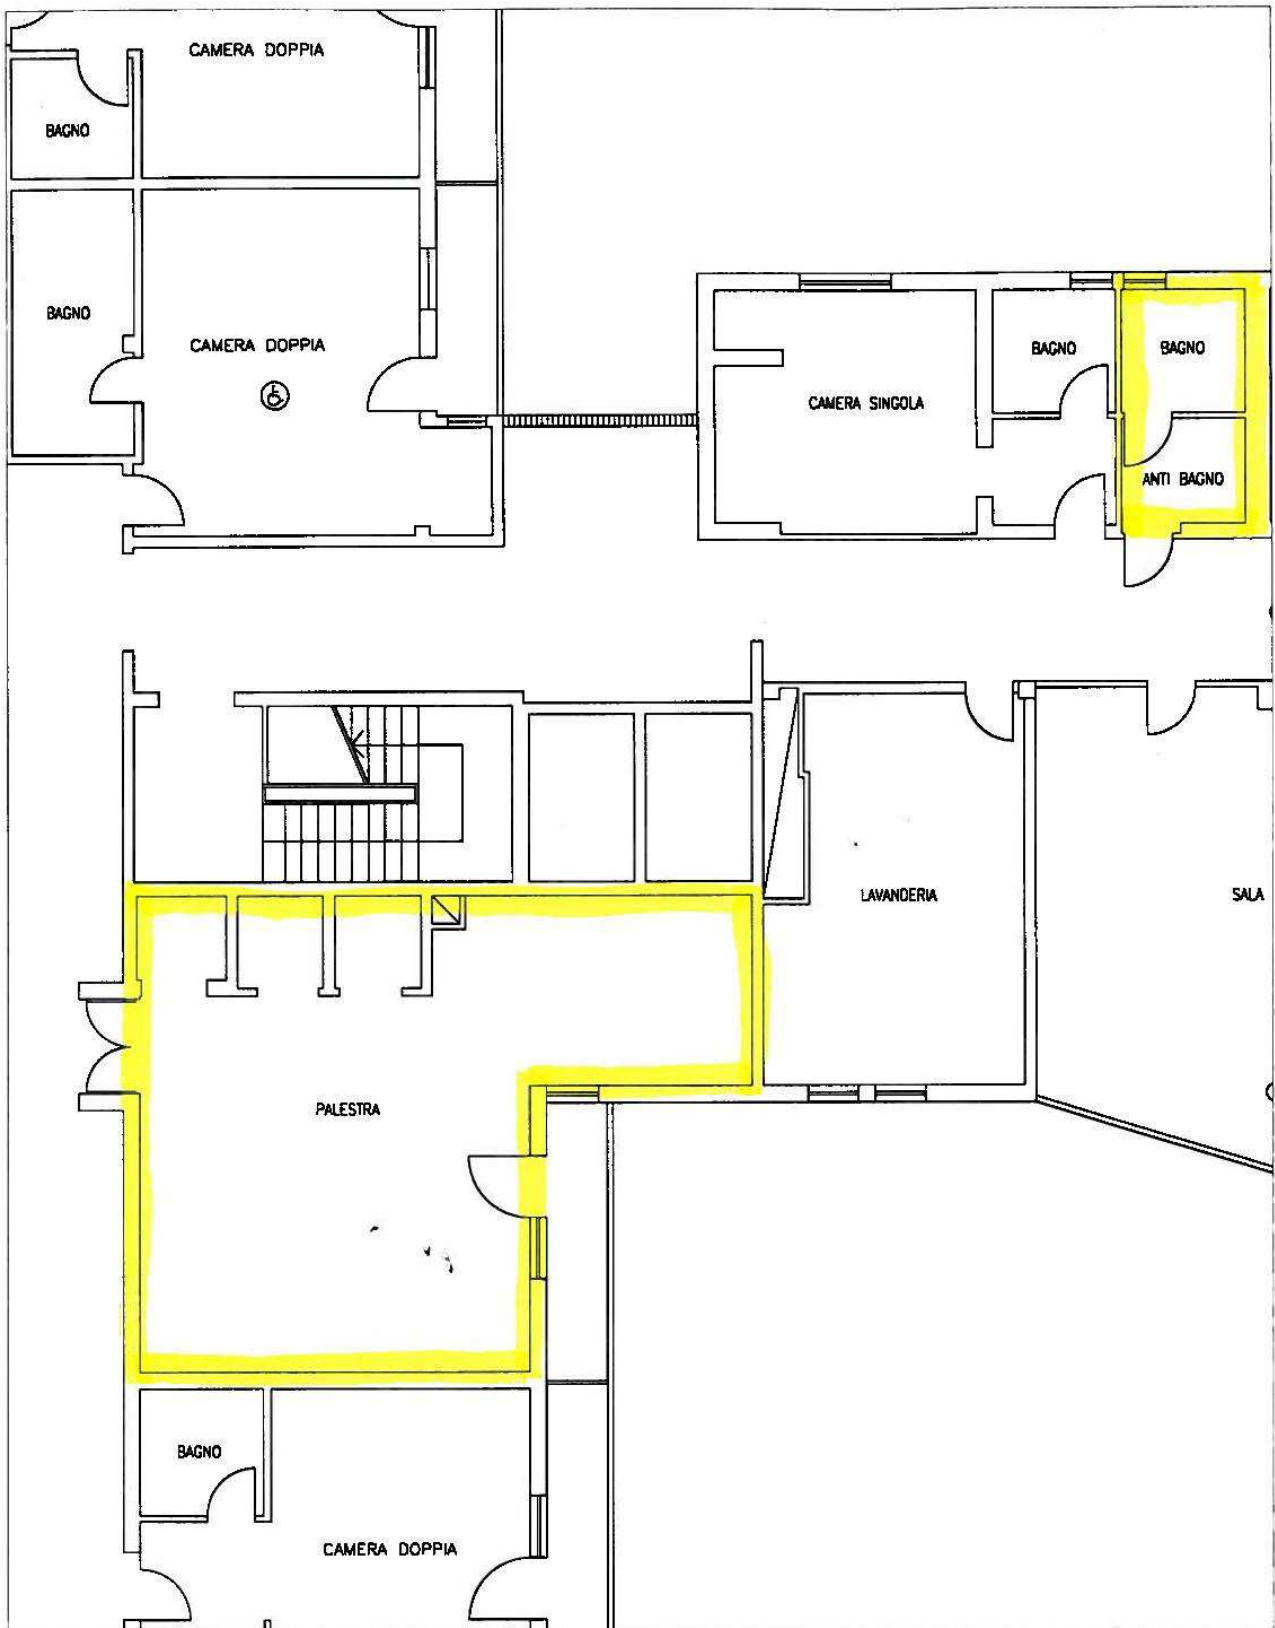 CAMERA DOPPIA
BAGNO
BAGNO
CAMERA DOPPIA
CAMERA SINGOLA
BAGNO
BAGNO
ANTI BAGNO
LAVANDERIA
SALA
PALESTRA
BAGNO
CAMERA DOPPIA